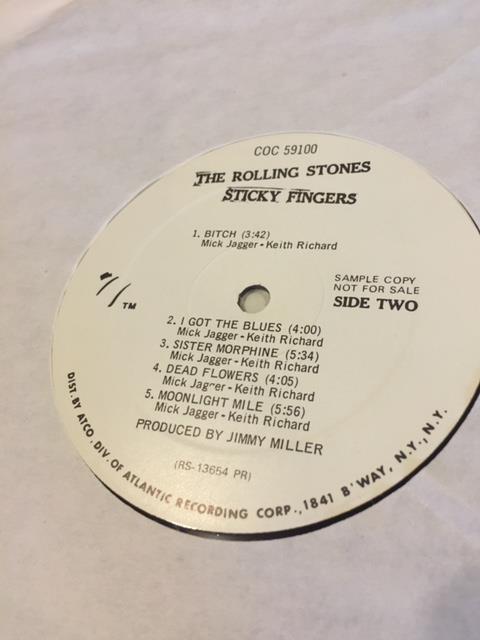 COC 59100
THE ROLLING STONES
STICKY FINGERS
1. BITCH (3:42)
Mick Jagger - Keith Richard
SAMPLE COPY
NOT FOR SALE
SIDE TWO
TM
2. I GOT THE BLUES (4:00)
Mick Jagger - Keith Richard
3. SISTER MORPHINE (5:34)
Mick Jagger - Keith Richard
4. DEAD FLOWERS (4:05)
Mick Jagger - Keith Richard
5. MOONLIGHT MILE (5:56)
Mick Jagger - Keith Richard
PRODUCED BY JIMMY MILLER
(RS-13654 PR)
DIST. BY ATCO, DIV. OF ATLANTIC RECORDING CORP., 1841 B'WAY, N.Y., N.Y.